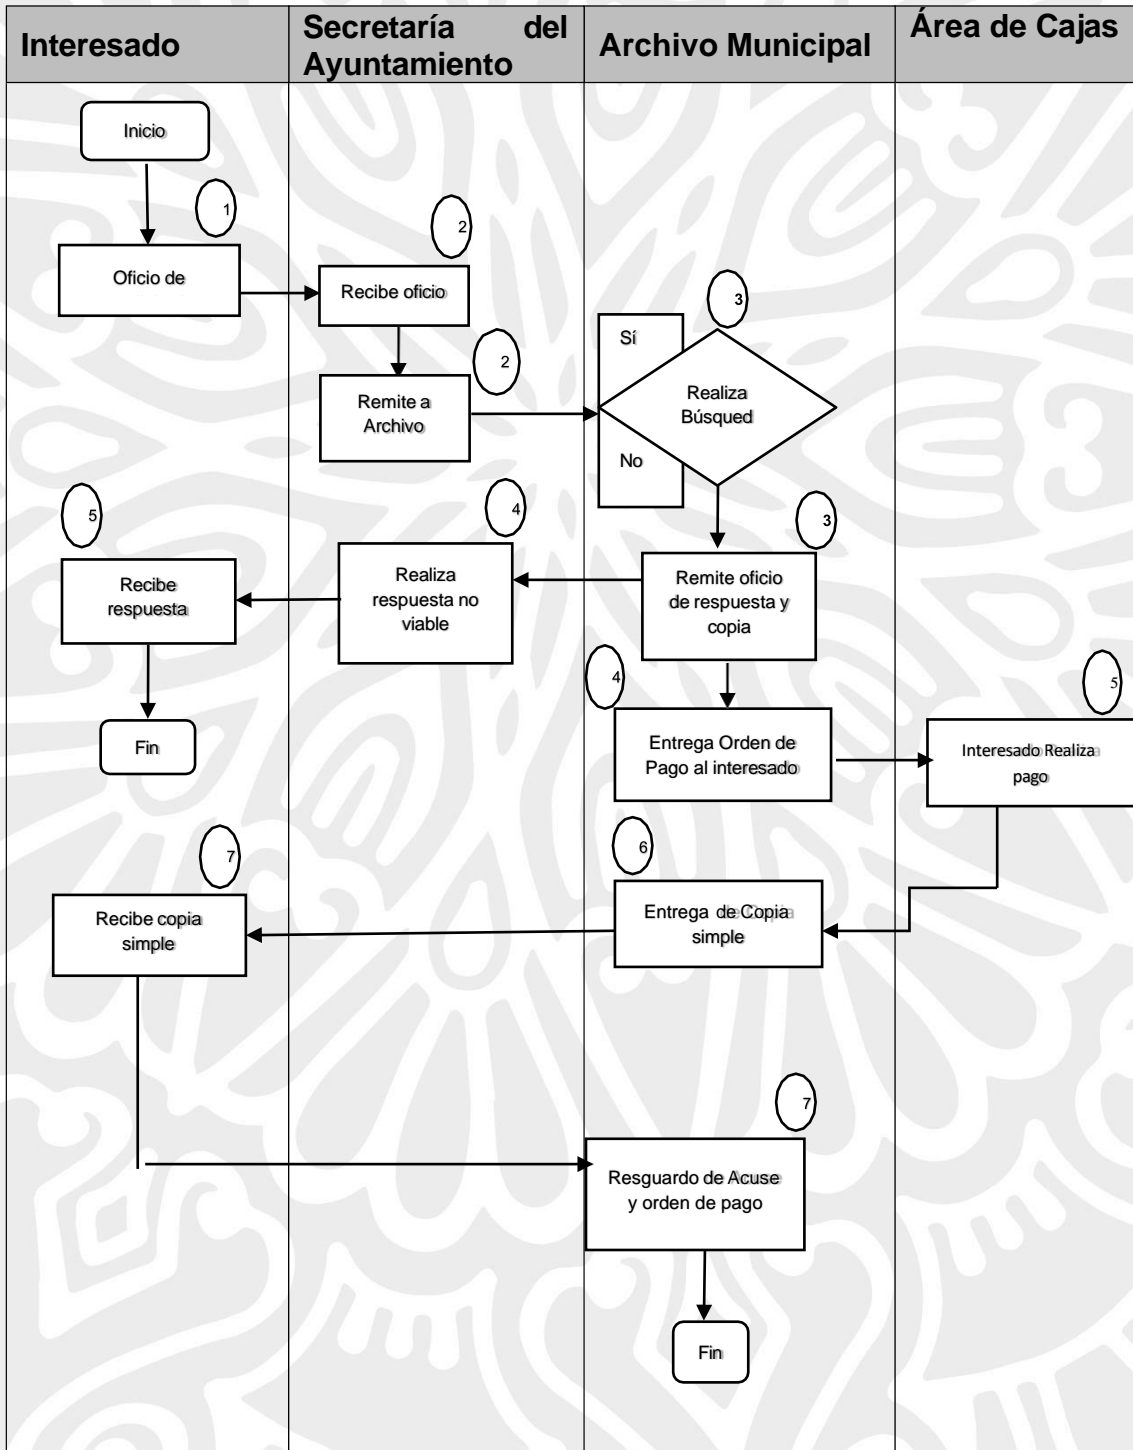 Interesado
Secretaría del
Ayuntamiento
Archivo Municipal
Área de Cajas
Inicio
1
Oficio de
2
Recibe oficio
2
Remite a
Archivo
3
Sí
Realiza
Búsqued
No
3
Remite oficio
de respuesta y
copia
4
Realiza
respuesta no
viable
5
Recibe
respuesta
Fin
4
Entrega Orden de
Pago al interesado
5
Interesado Realiza
pago
6
Entrega de Copia
simple
7
Recibe copia
simple
7
Resguardo de Acuse
y orden de pago
Fin